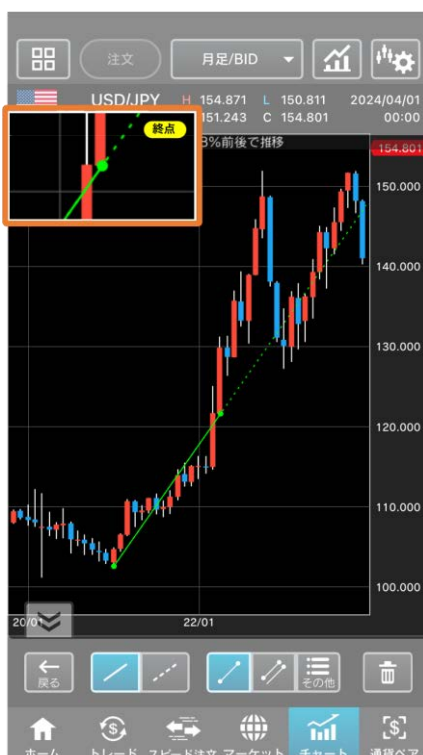 注文
月足/BID
USD/JPY H 154.871 L 150.811 2024/04/01
151.243 C 154.801 00:00
終点
3%前後で推移
154.801
150.000
140.000
130.000
120.000
110.000
100.000
20/01
22/01
戻る
その他
ホーム トレード スピード注文 マーケット チャート 通貨ペア